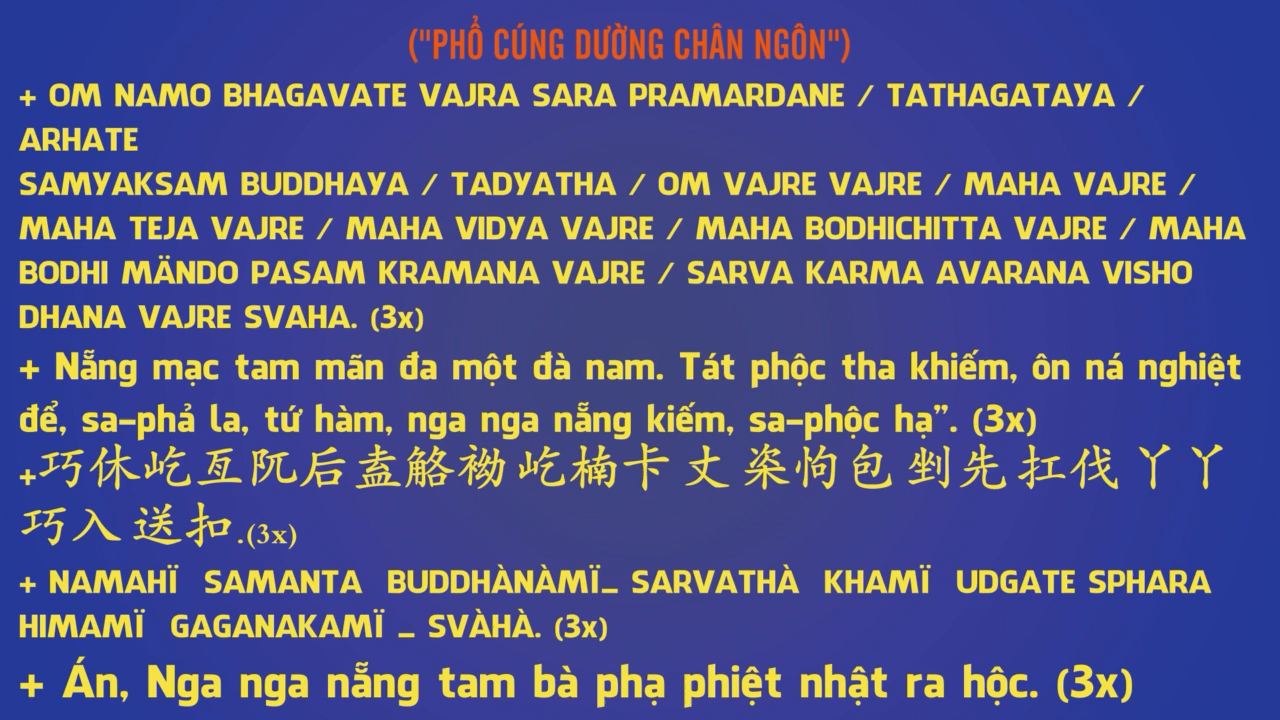 ("PHỔ CÚNG DƯỜNG CHÂN NGÔN")
+ OM NAMO BHAGAVATE VAJRA SARA PRAMARDANE / TATHAGATAYA /
ARHATE
SAMYAKSAM BUDDHAYA / TADYATHA / OM VAJRE VAJRE / MAHA VAJRE /
MAHA TEJA VAJRE / MAHA VIDYA VAJRE / MAHA BODHICHITTA VAJRE / MAHA
BODHI MÄNDO PASAM KRAMANA VAJRE / SARVA KARMA AVARANA VISHO
DHANA VAJRE SVAHA. (3x)
+ Nẵng mạc tam mãn đa một đà nam. Tát phộc tha khiếm, ôn ná nghiệt
để, sa-phả la, tứ hàm, nga nga nẵng kiếm, sa-phộc hạ”. (3x)
+巧休屹亙阢后盍觡袎屹楠卡丈楶怐包剉先扛伐丫丫
巧入送扣.(3x)
+ NAMAHÏ SAMANTA BUDDHÀNÀMÏ_ SARVATHÀ KHAMÏ UDGATE SPHARA
HIMAMÏ GAGANAKAMÏ _ SVÀHÀ. (3x)
+ Án, Nga nga nẵng tam bà phạ phiệt nhật ra hộc. (3x)